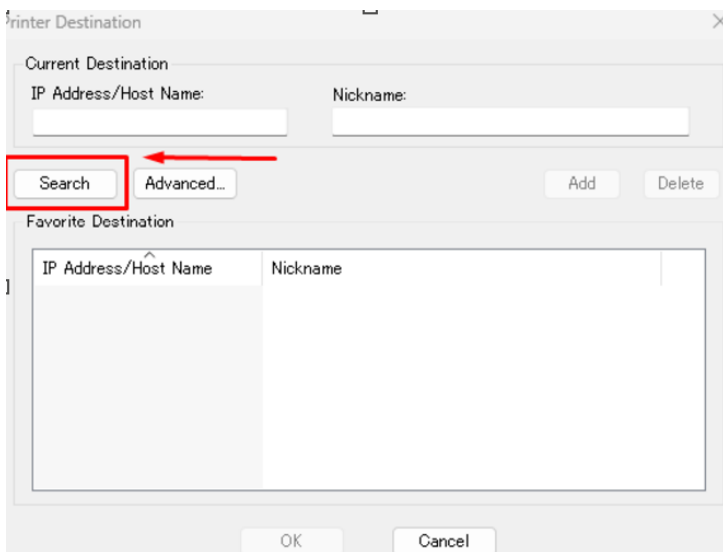 Printer Destination
Current Destination
IP Address/Host Name: Nickname:
Search Advanced... Add Delete
Favorite Destination
IP Address/Host Name Nickname
OK Cancel